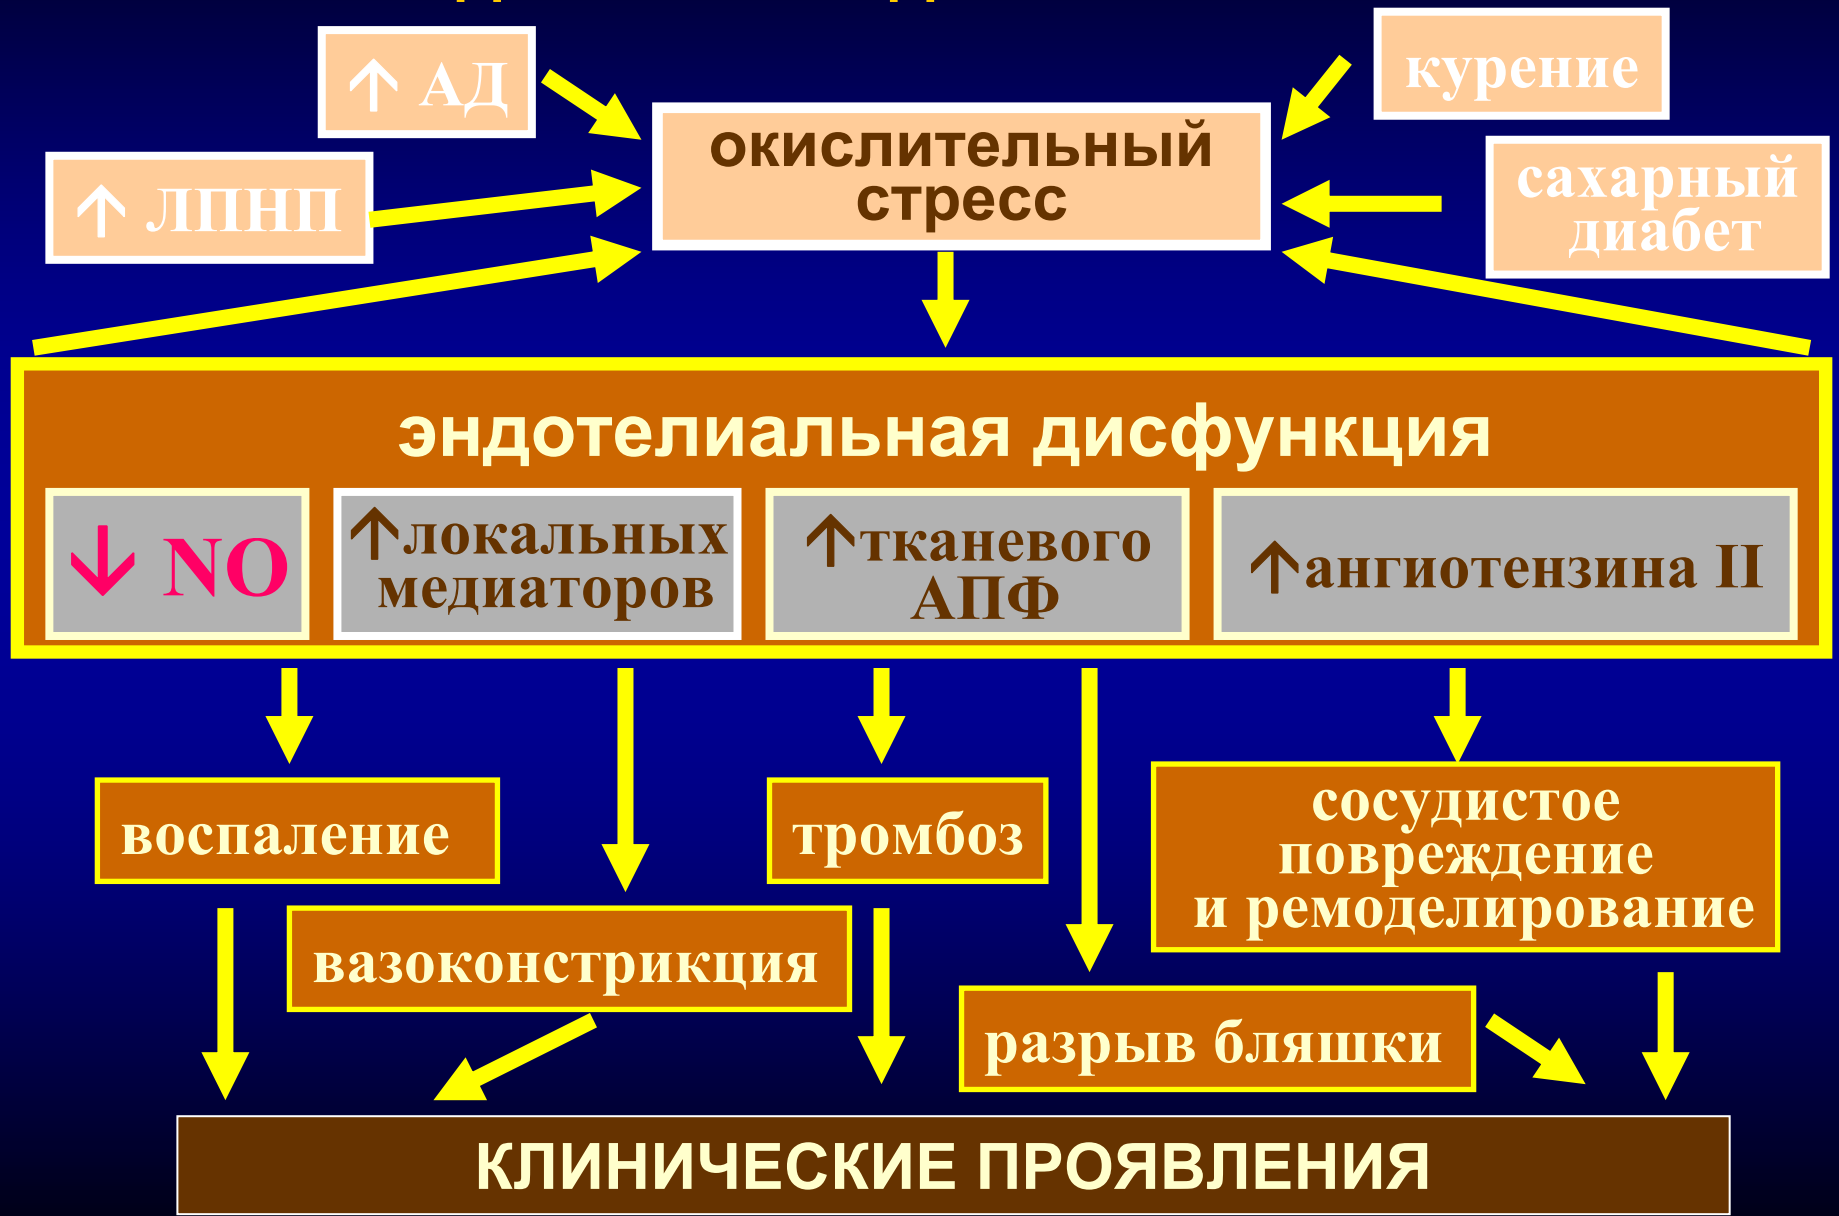 ↑ АД
курение
окислительный
стресс
↑ ЛПНП
сахарный
диабет
эндотелиальная дисфункция
↓ NO
↑локальных
медиаторов
↑тканевого
АПФ
↑ангиотензина II
воспаление
тромбоз
сосудистое
повреждение
и ремоделирование
вазоконстрикция
разрыв бляшки
КЛИНИЧЕСКИЕ ПРОЯВЛЕНИЯ